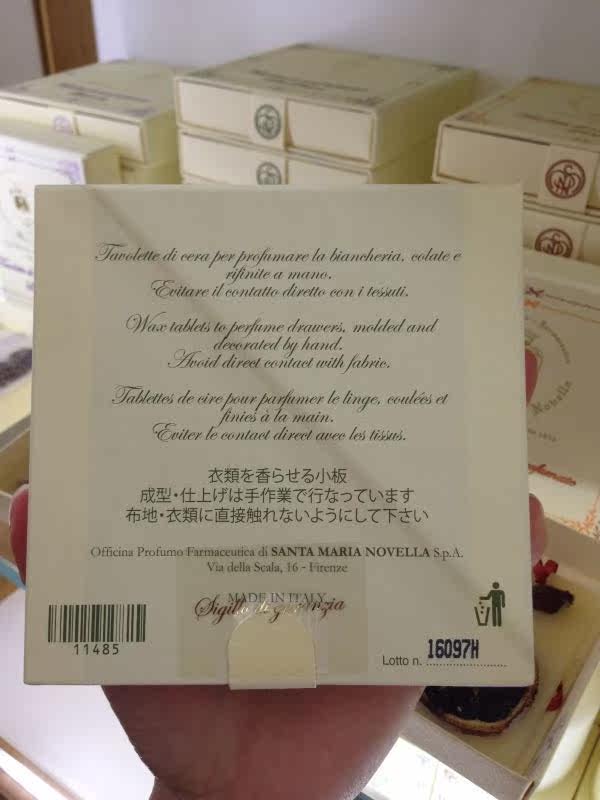 Tavolette di cera per profumare la biancheria, colate e
rifinite a mano.
Evitare il contatto diretto con i tessuti.
Wax tablets to perfume drawers, molded and
decorated by hand.
Avoid direct contact with fabric.
Tablettes de cire pour parfumer le linge, coulées et
finies à la main.
Eviter le contact direct avec les tissus.
衣類を香らせる小板
成型・仕上げは手作業で行なっています
布地・衣類に直接触れないようにして下さい
Officina Profumo Farmaceutica di SANTA MARIA NOVELLA S.p.A.
Via della Scala, 16 - Firenze
MADE IN ITALY
Sigillo di garanzia
11485
Lotto n. 16097H
Novella